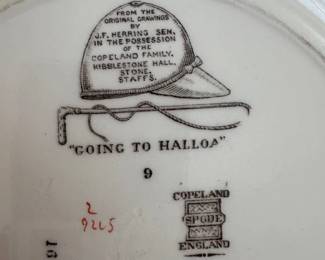 FROM THE
ORIGINAL DRAWINGS
BY
J.F. HERRING SEN.
IN THE POSSESSION
OF THE
COPELAND FAMILY.
KIBBLESTONE HALL,
STONE.
STAFFS.
"GOING TO HALLOA"
9
COPELAND
SPODE
ENGLAND
2